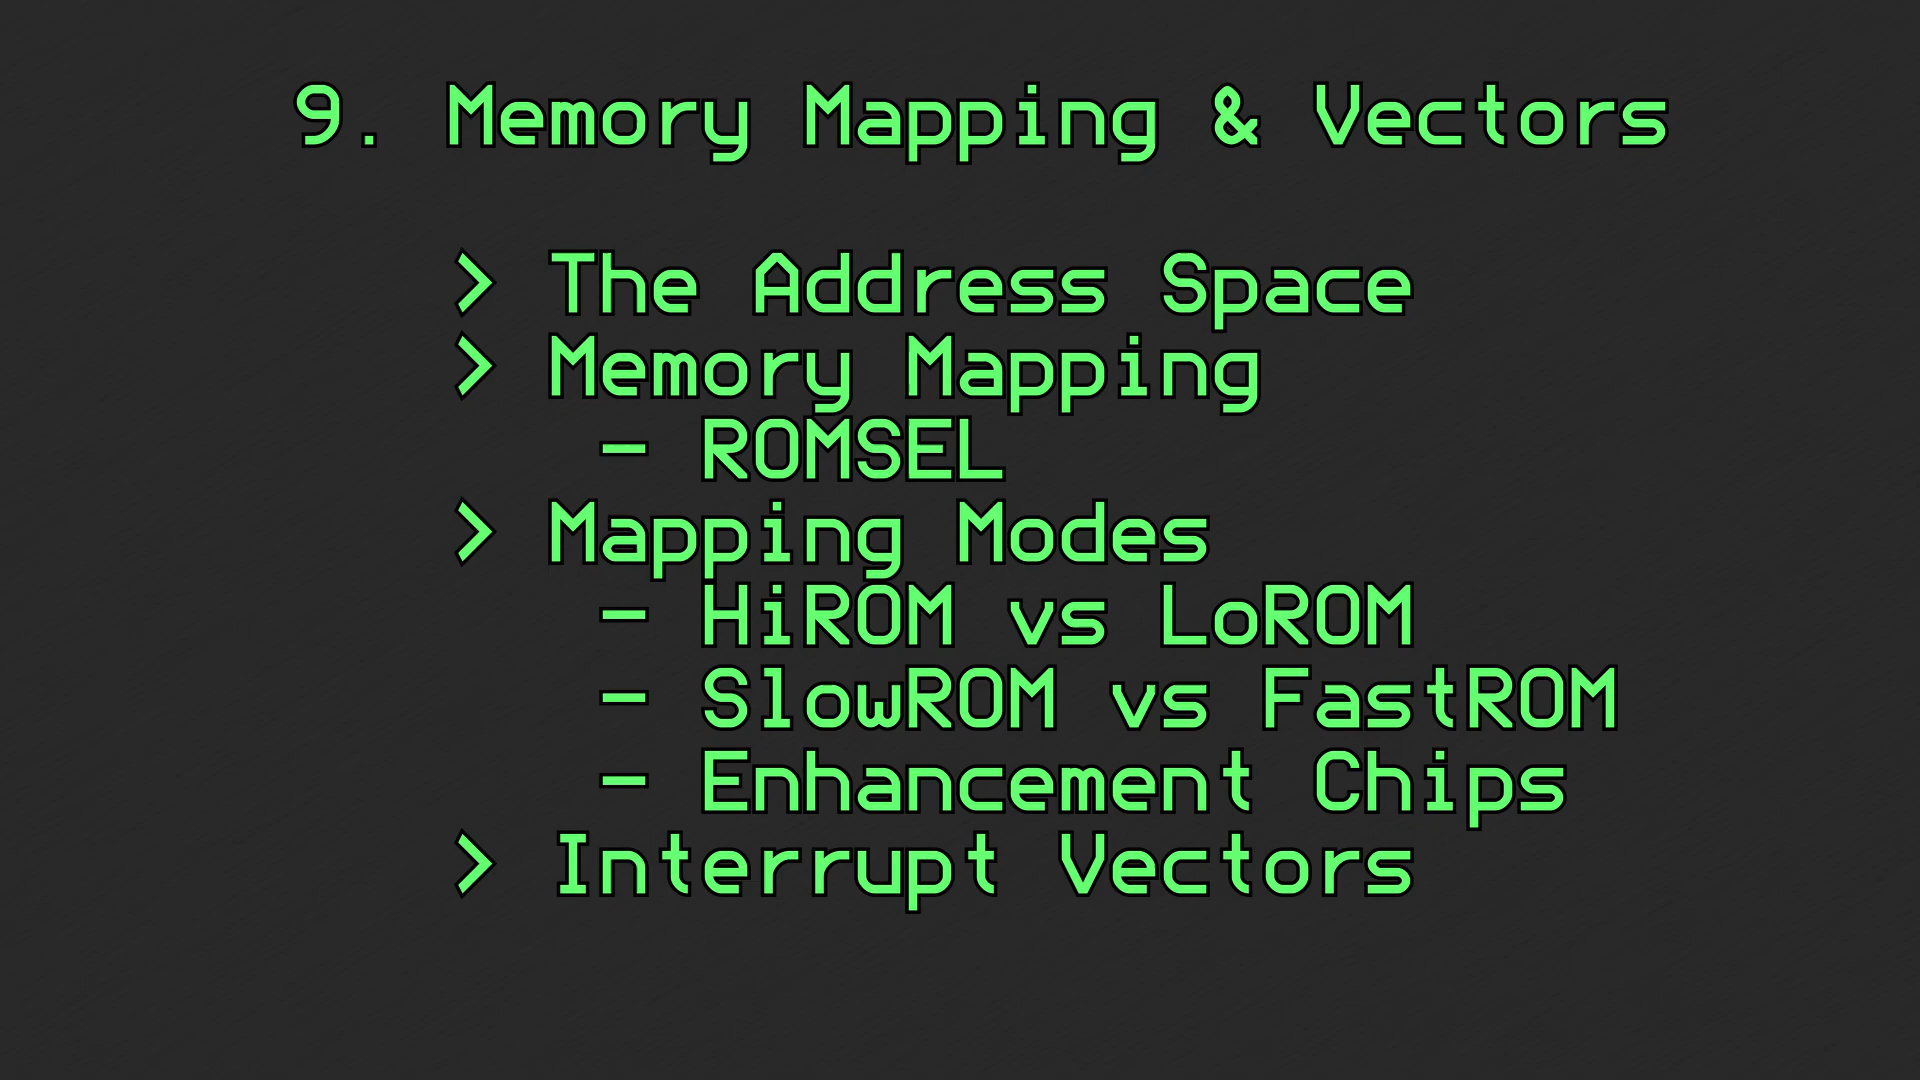 9. Memory Mapping & Vectors
> The Address Space
> Memory Mapping
- ROMSEL
> Mapping Modes
- HiROM vs LoROM
- SlowROM vs FastROM
- Enhancement Chips
> Interrupt Vectors